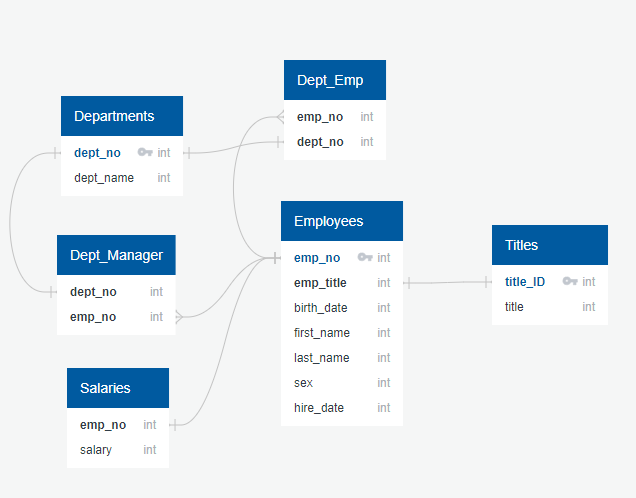 Departments
dept_no int
dept_name int
Dept_Emp
emp_no int
dept_no int
Dept_Manager
dept_no int
emp_no int
Employees
emp_no int
emp_title int
birth_date int
first_name int
last_name int
sex int
hire_date int
Titles
title_ID int
title int
Salaries
emp_no int
salary int